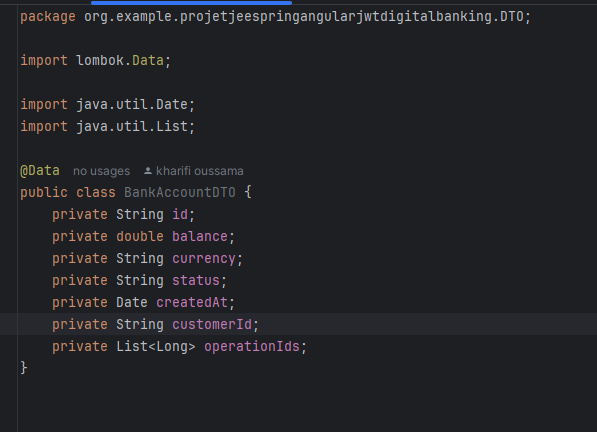 package org.example.projetjeespringangularjwtdigitalbanking.DTO;
import lombok.Data;
import java.util.Date;
import java.util.List;
@Data no usages kharifi oussama
public class BankAccountDTO {
    private String id;
    private double balance;
    private String currency;
    private String status;
    private Date createdAt;
    private String customerId;
    private List<Long> operationIds;
}